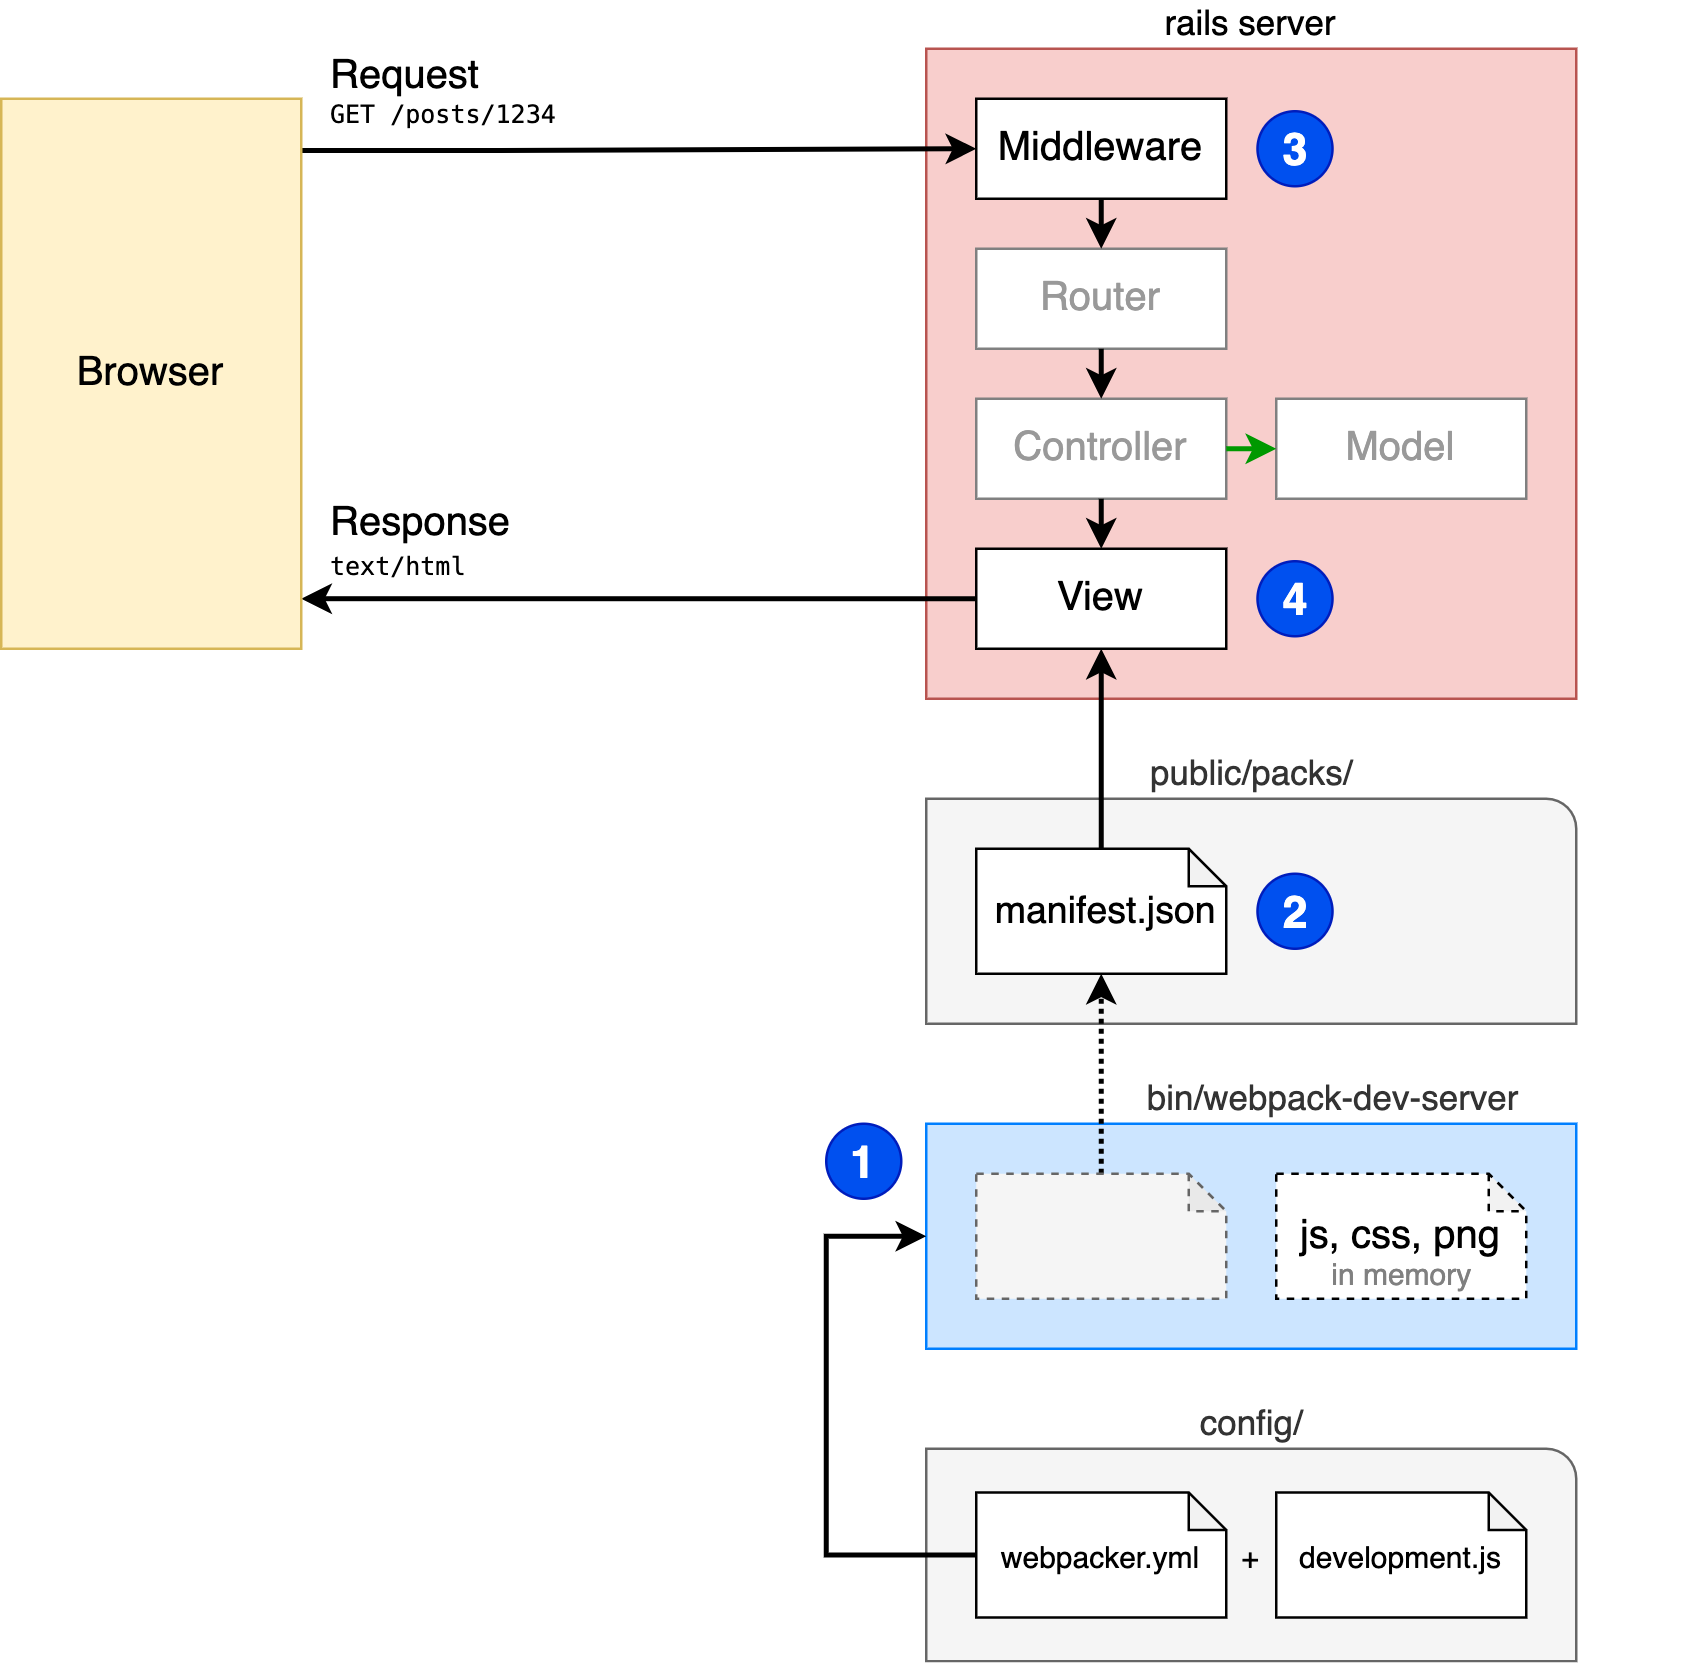 rails server
Request
GET /posts/1234
Middleware
3
Router
Browser
Controller
Model
Response
text/html
View
4
public/packs/
manifest.json
2
bin/webpack-dev-server
1
js, css, png
in memory
config/
webpacker.yml
+
development.js